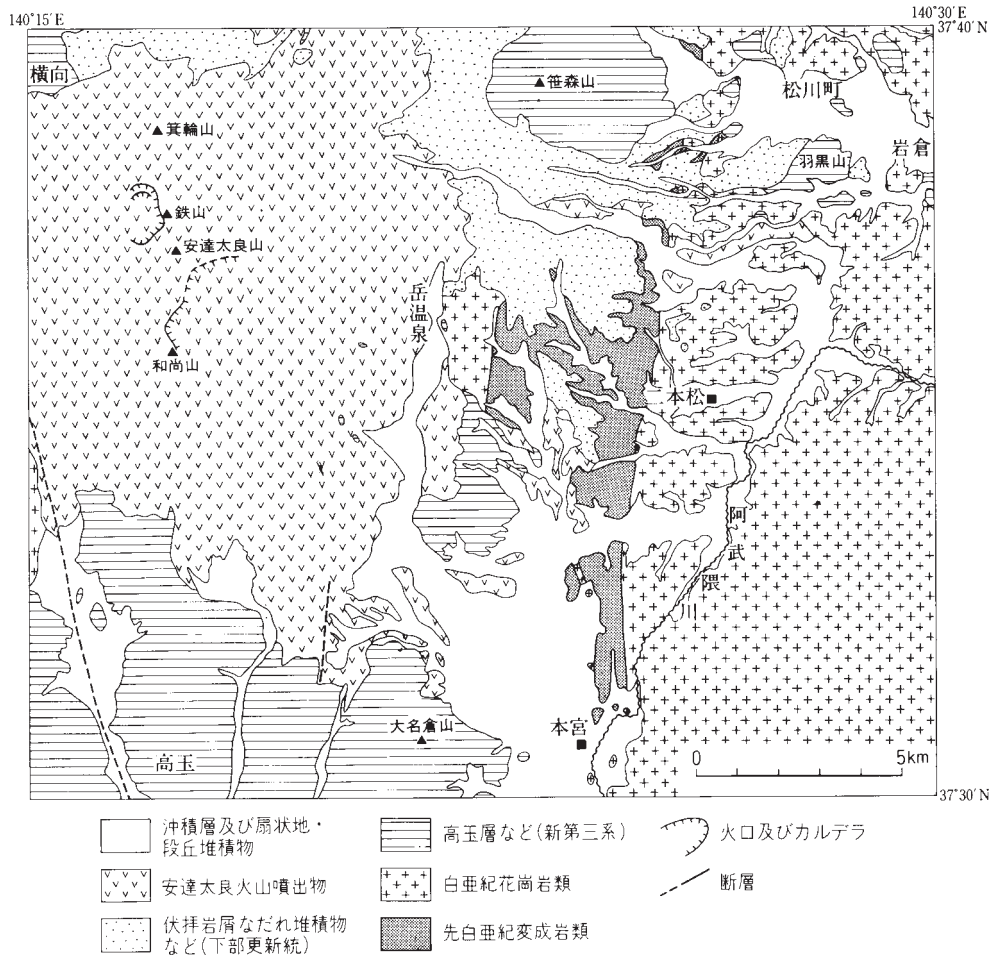 140°15′E
140°30′E
37°40′N
横向
笹森山
松川町
箕輪山
羽黒山
岩倉
鉄山
安達太良山
岳温泉
和尚山
二本松
阿武隈川
大名倉山
本宮
高玉
0 5km
37°30′N
沖積層及び扇状地・
段丘堆積物
高玉層など(新第三系)
火口及びカルデラ
安達太良火山噴出物
白亜紀花崗岩類
断層
伏拝岩屑なだれ堆積物
など(下部更新統)
先白亜紀変成岩類